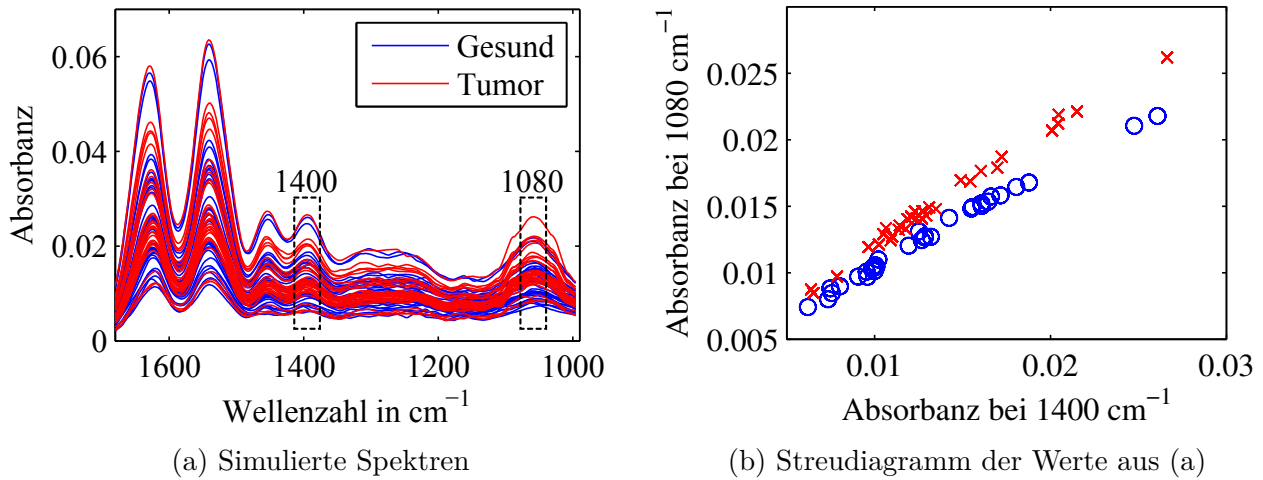 Gesund
Tumor
1400
1080
0.06
0.04
0.02
0
1600
1400
1200
1000
Absorbanz
Wellenzahl in cm⁻¹
(a) Simulierte Spektren
0.025
0.02
0.015
0.01
0.005
0.01
0.02
0.03
Absorbanz bei 1080 cm⁻¹
Absorbanz bei 1400 cm⁻¹
(b) Streudiagramm der Werte aus (a)